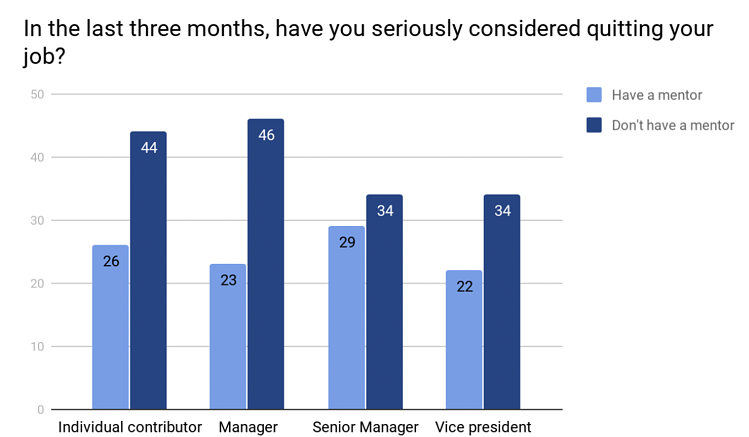 In the last three months, have you seriously considered quitting your
job?
50
40
30
20
10
0
Have a mentor
Don't have a mentor
26
44
23
46
29
34
22
34
Individual contributor
Manager
Senior Manager
Vice president